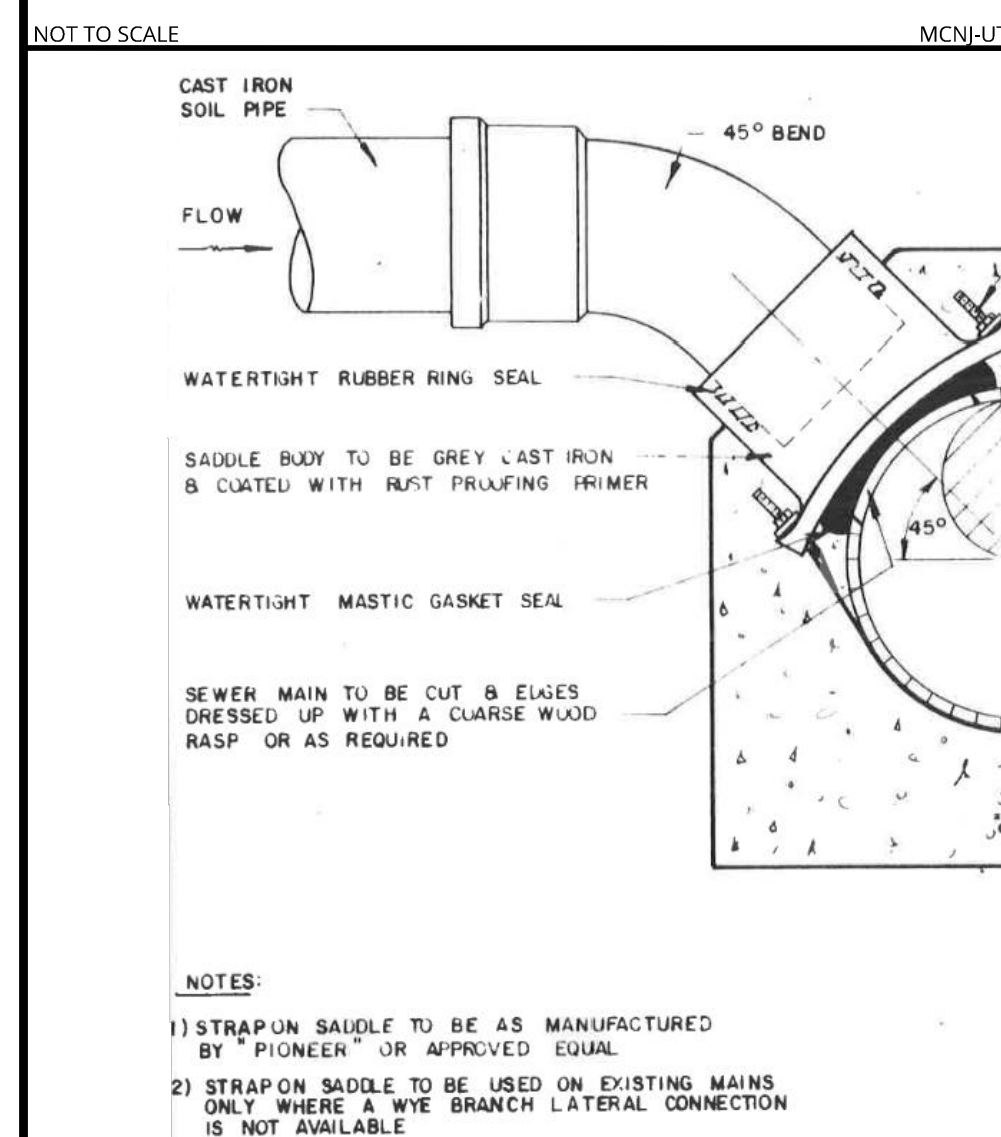 NOT TO SCALE
MCNJ-UT
CAST IRON
SOIL PIPE
45° BEND
FLOW
WATERTIGHT RUBBER RING SEAL
SADDLE BODY TO BE GREY CAST IRON
& COATED WITH RUST PROOFING PRIMER
45°
WATERTIGHT MASTIC GASKET SEAL
SEWER MAIN TO BE CUT & EDGES
DRESSED UP WITH A COARSE WOOD
RASP OR AS REQUIRED
NOTES:
1) STRAP ON SADDLE TO BE AS MANUFACTURED
BY "PIONEER" OR APPROVED EQUAL
2) STRAP ON SADDLE TO BE USED ON EXISTING MAINS
ONLY WHERE A WYE BRANCH LATERAL CONNECTION
IS NOT AVAILABLE